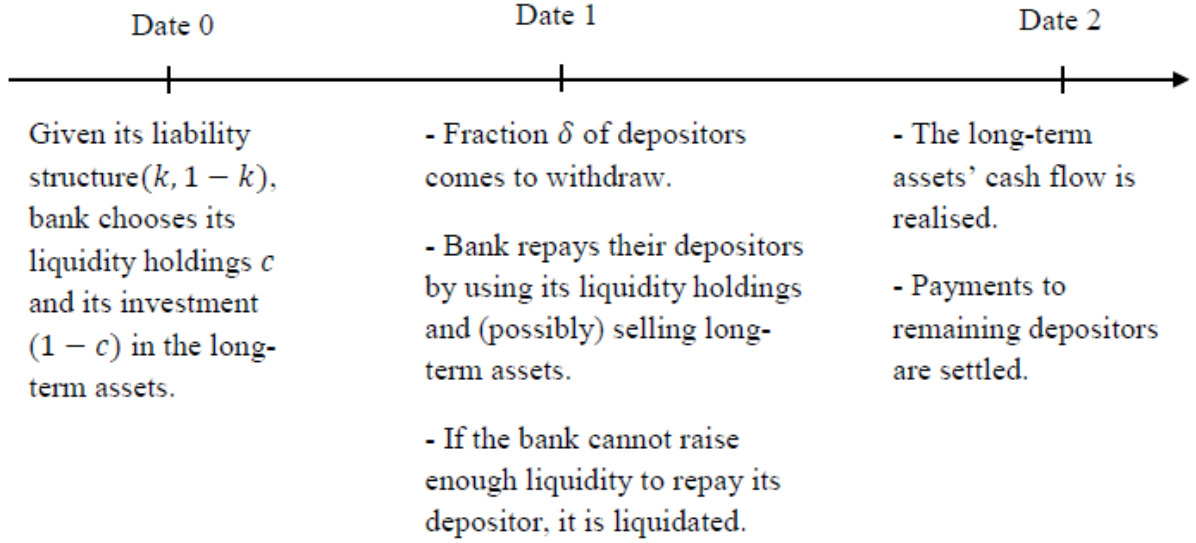 Date 0
Date 1
Date 2
Given its liability
structure(k, 1 − k),
bank chooses its
liquidity holdings c
and its investment
(1 − c) in the long-
term assets.
- Fraction δ of depositors
comes to withdraw.
- Bank repays their depositors
by using its liquidity holdings
and (possibly) selling long-
term assets.
- If the bank cannot raise
enough liquidity to repay its
depositor, it is liquidated.
- The long-term
assets’ cash flow is
realised.
- Payments to
remaining depositors
are settled.